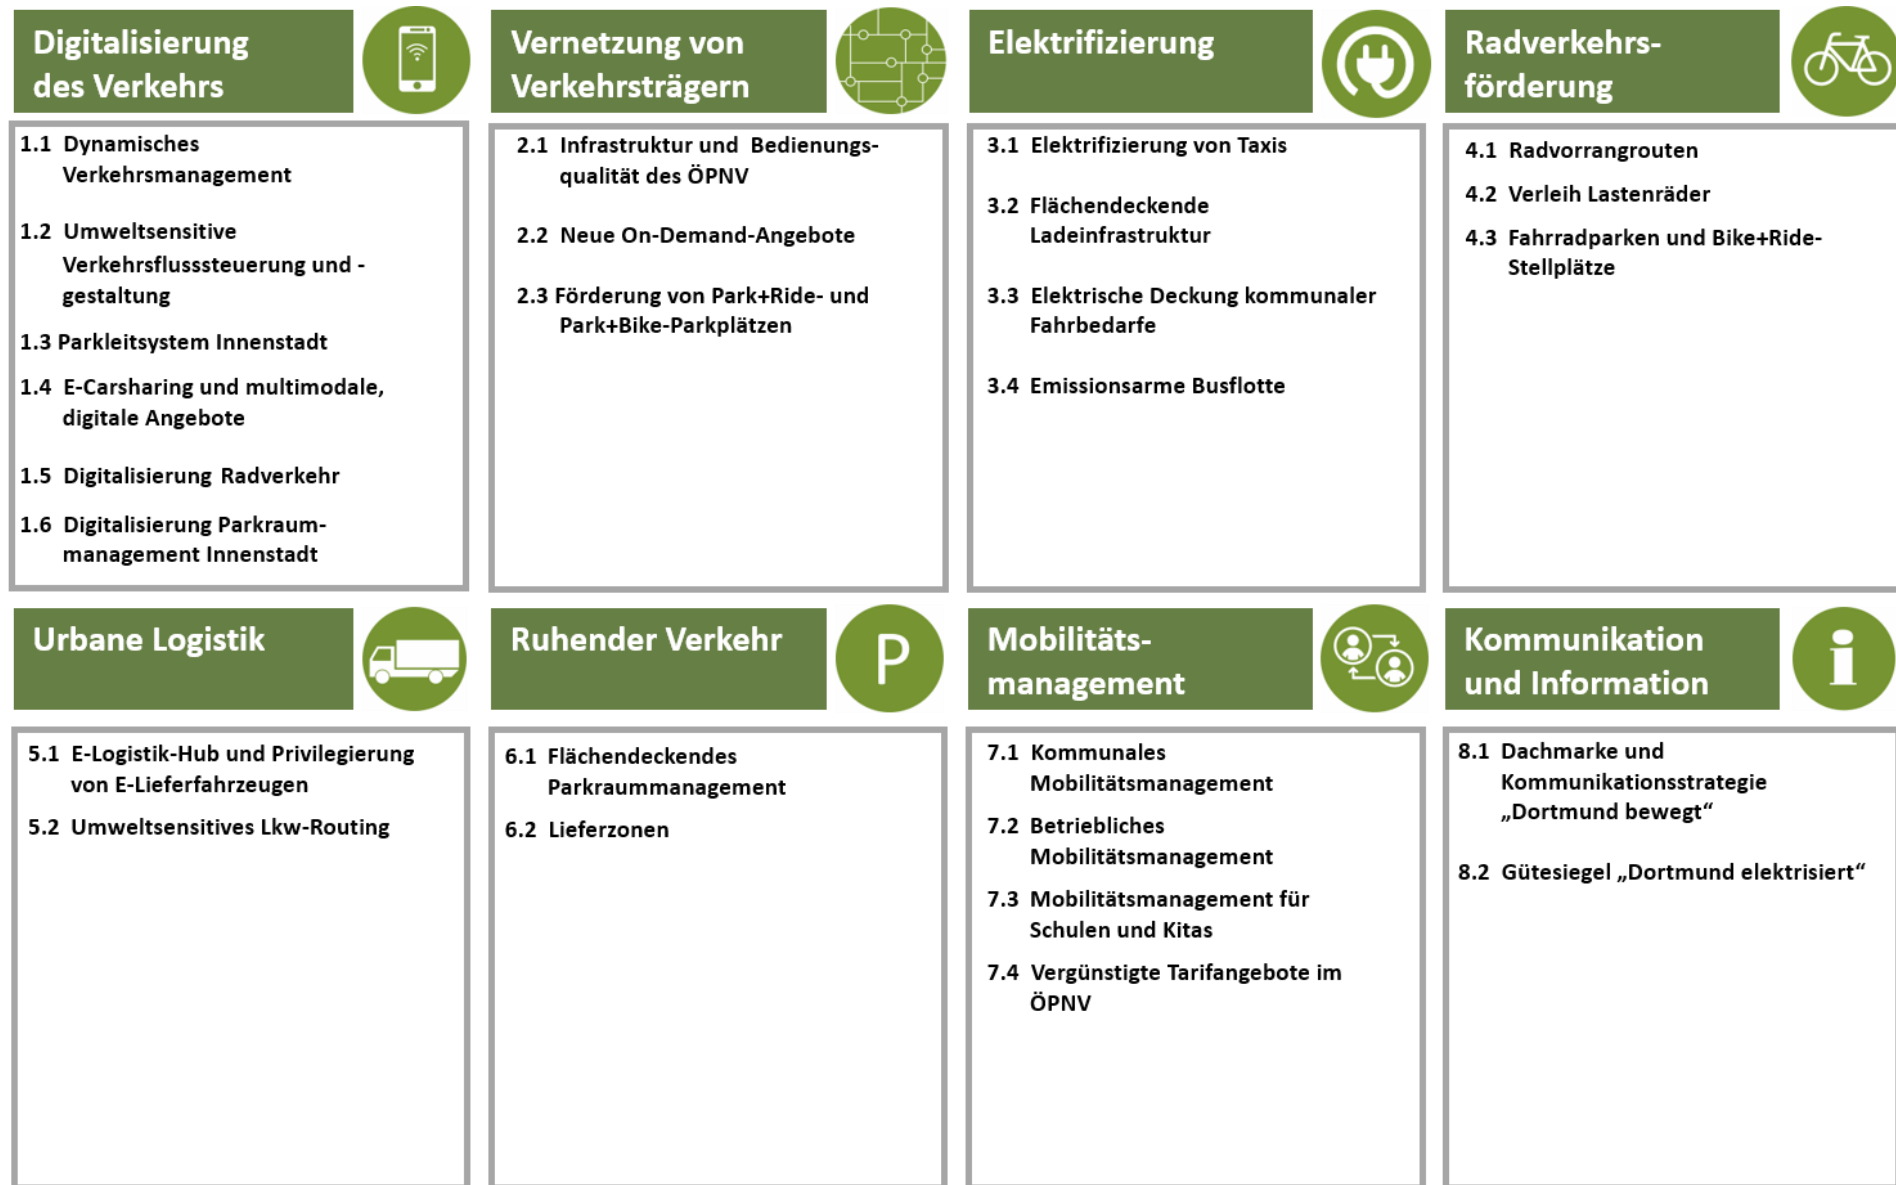 Digitalisierung
des Verkehrs
1.1 Dynamisches
Verkehrsmanagement
1.2 Umweltsensitive
Verkehrsflusssteuerung und -
gestaltung
1.3 Parkleitsystem Innenstadt
1.4 E-Carsharing und multimodale,
digitale Angebote
1.5 Digitalisierung Radverkehr
1.6 Digitalisierung Parkraum-
management Innenstadt
Vernetzung von
Verkehrsträgern
2.1 Infrastruktur und Bedienungs-
qualität des ÖPNV
2.2 Neue On-Demand-Angebote
2.3 Förderung von Park+Ride- und
Park+Bike-Parkplätzen
Elektrifizierung
3.1 Elektrifizierung von Taxis
3.2 Flächendeckende
Ladeinfrastruktur
3.3 Elektrische Deckung kommunaler
Fahrbedarfe
3.4 Emissionsarme Busflotte
Radverkehrs-
förderung
4.1 Radvorrangrouten
4.2 Verleih Lastenräder
4.3 Fahrradparken und Bike+Ride-
Stellplätze
Urbane Logistik
5.1 E-Logistik-Hub und Privilegierung
von E-Lieferfahrzeugen
5.2 Umweltsensitives Lkw-Routing
Ruhender Verkehr
P
6.1 Flächendeckendes
Parkraummanagement
6.2 Lieferzonen
Mobilitäts-
management
7.1 Kommunales
Mobilitätsmanagement
7.2 Betriebliches
Mobilitätsmanagement
7.3 Mobilitätsmanagement für
Schulen und Kitas
7.4 Vergünstigte Tarifangebote im
ÖPNV
Kommunikation
und Information
i
8.1 Dachmarke und
Kommunikationsstrategie
„Dortmund bewegt“
8.2 Gütesiegel „Dortmund elektrisiert“